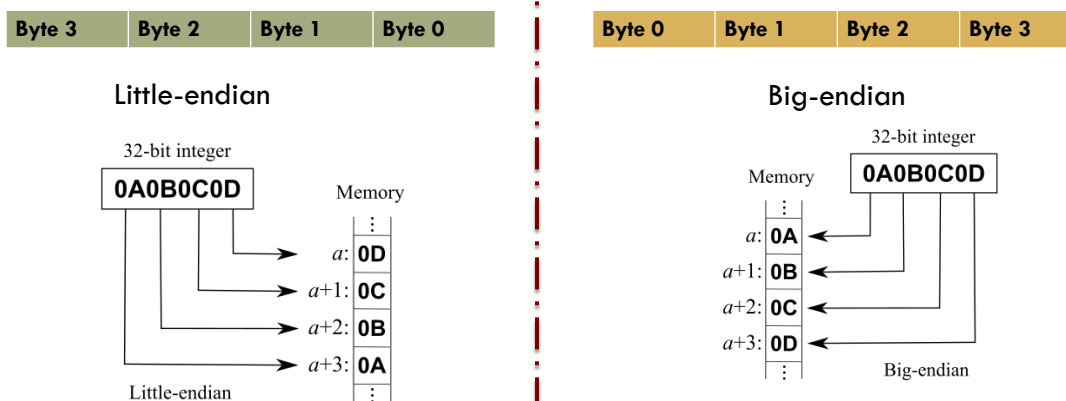 Byte 3 Byte 2 Byte 1 Byte 0
Little-endian
32-bit integer
0A0B0C0D
Memory
⋮
a: 0D
a+1: 0C
a+2: 0B
a+3: 0A
⋮
Little-endian
Byte 0 Byte 1 Byte 2 Byte 3
Big-endian
32-bit integer
0A0B0C0D
Memory
⋮
a: 0A
a+1: 0B
a+2: 0C
a+3: 0D
⋮
Big-endian